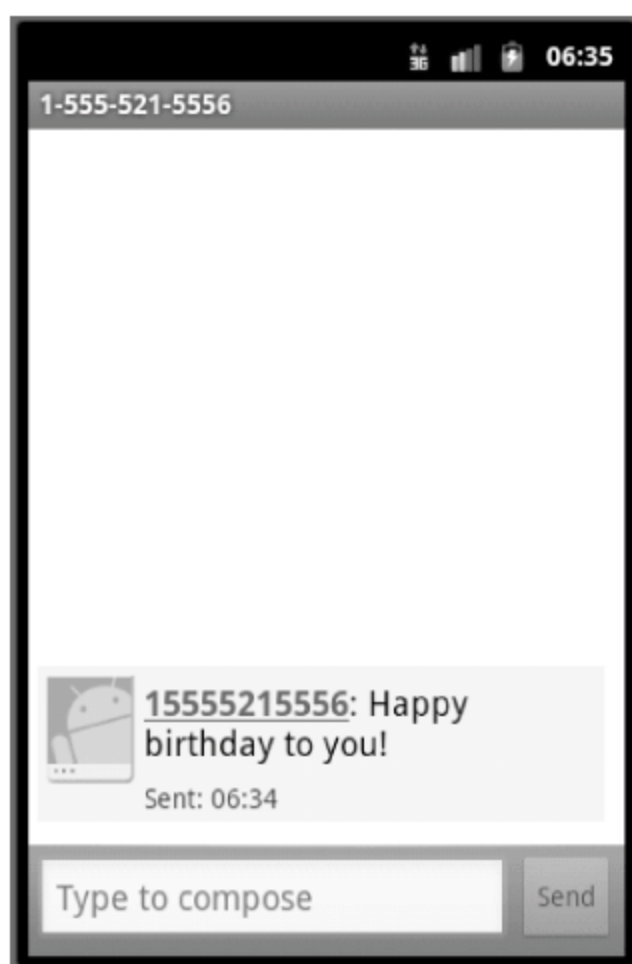 3G 06:35
1-555-521-5556
15555215556: Happy
birthday to you!
Sent: 06:34
Type to compose
Send